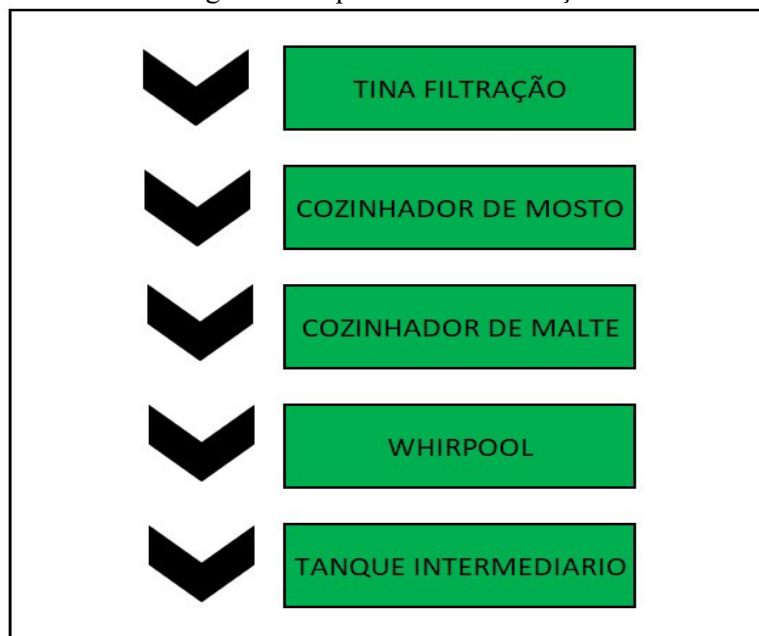 TINA FILTRAÇÃO
COZINHADOR DE MOSTO
COZINHADOR DE MALTE
WHIRPOOL
TANQUE INTERMEDIARIO